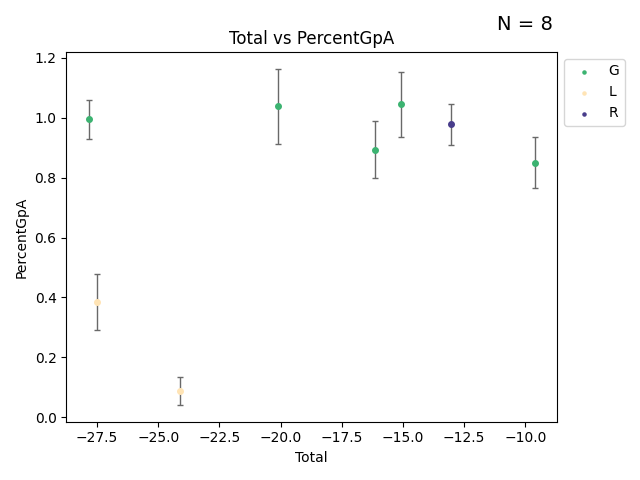 N = 8
Total vs PercentGpA
1.2
1.0
0.8
0.6
0.4
0.2
0.0
PercentGpA
−27.5 −25.0 −22.5 −20.0 −17.5 −15.0 −12.5 −10.0
Total
G
L
R